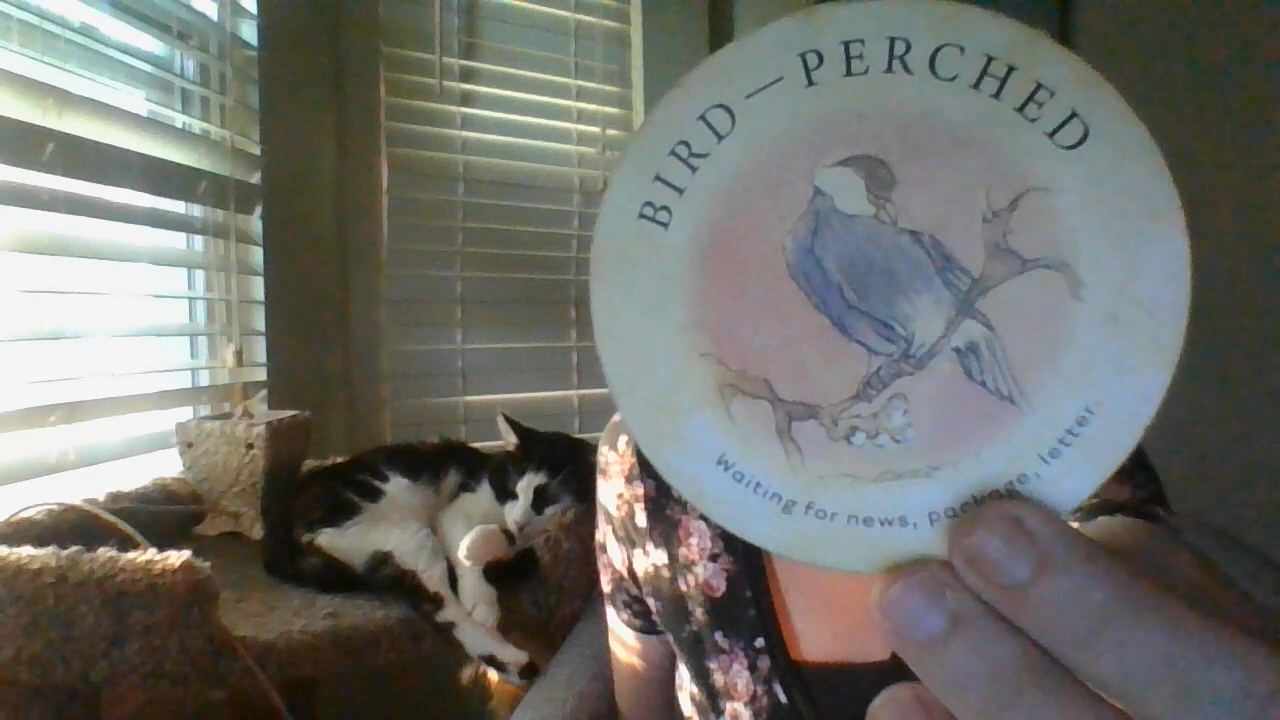 BIRD—PERCHED
Waiting for news, package, letter.